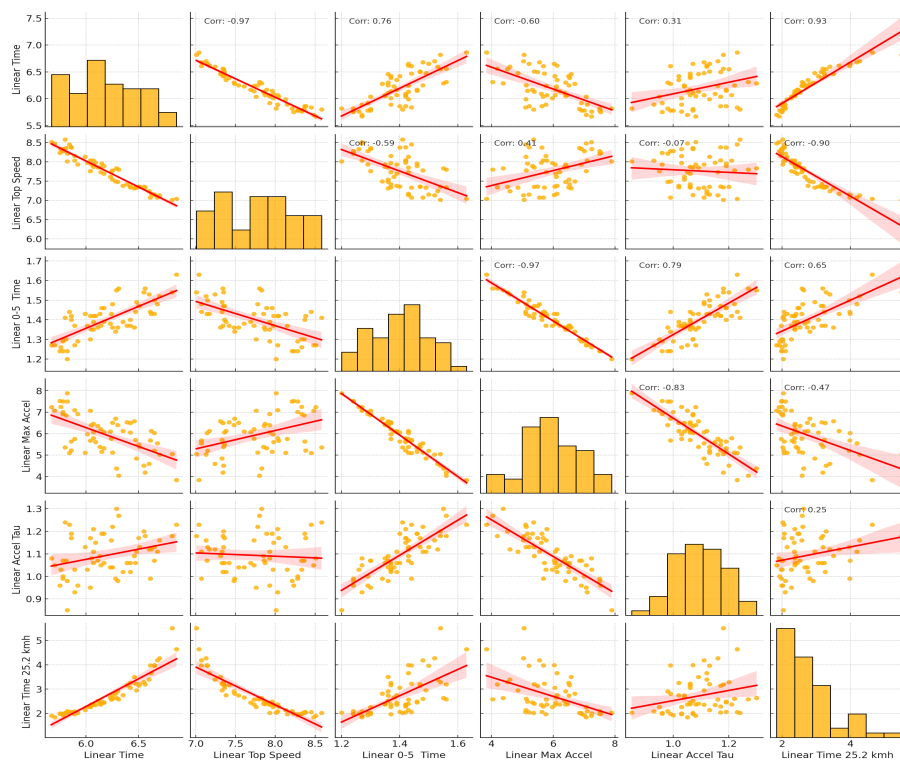 7.5
7.0
6.5
6.0
5.5
Linear Time
Corr: -0.97
Corr: 0.76
Corr: -0.60
Corr: 0.31
Corr: 0.93
8.5
8.0
7.5
7.0
6.5
6.0
Linear Top Speed
Corr: -0.59
Corr: 0.41
Corr: -0.07
Corr: -0.90
1.7
1.6
1.5
1.4
1.3
1.2
Linear 0-5 Time
Corr: -0.97
Corr: 0.79
Corr: 0.65
8
7
6
5
4
Linear Max Accel
Corr: -0.83
Corr: -0.47
1.3
1.2
1.1
1.0
0.9
Linear Accel Tau
Corr: 0.25
5
4
3
2
Linear Time 25.2 kmh
6.0 6.5 7.0 7.5 8.0 8.5 1.2 1.4 1.6 4 6 8 1.0 1.2 2 4
Linear Time Linear Top Speed Linear 0-5 Time Linear Max Accel Linear Accel Tau Linear Time 25.2 kmh